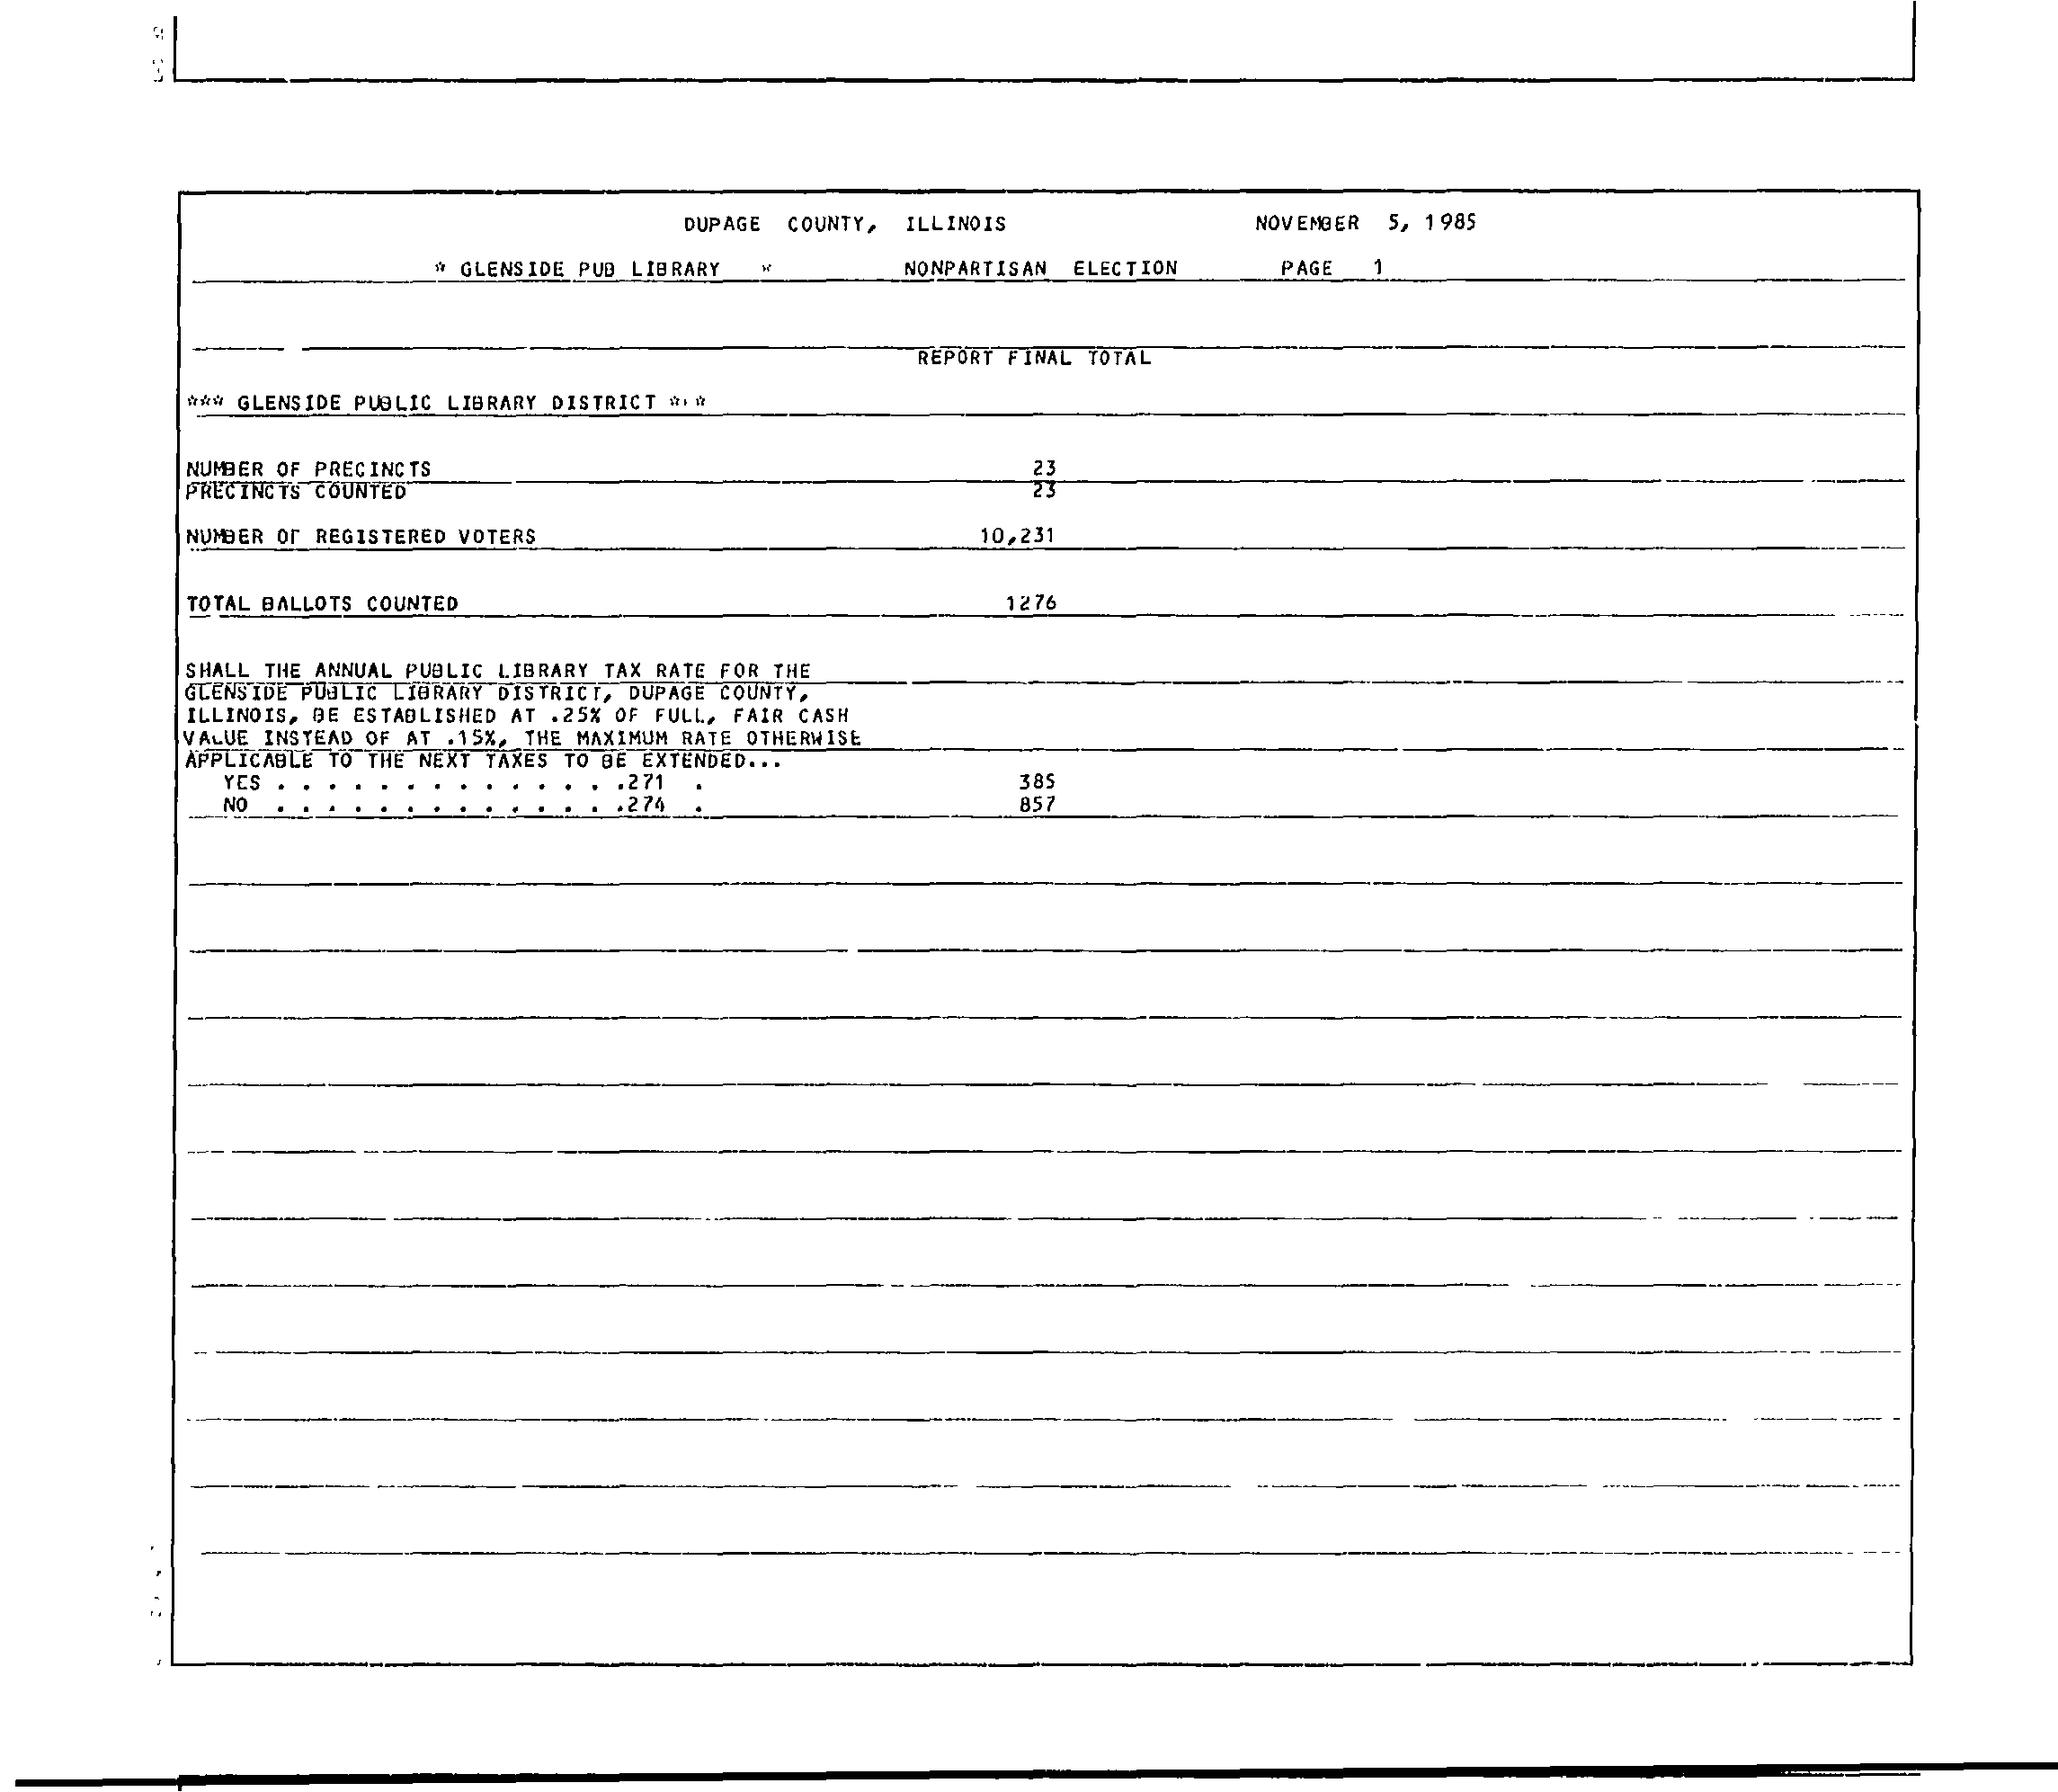 DUPAGE COUNTY, ILLINOIS NOVEMBER 5, 1985
* GLENSIDE PUB LIBRARY * NONPARTISAN ELECTION PAGE 1
REPORT FINAL TOTAL
*** GLENSIDE PUBLIC LIBRARY DISTRICT ***
NUMBER OF PRECINCTS 23
PRECINCTS COUNTED 23
NUMBER OF REGISTERED VOTERS 10,231
TOTAL BALLOTS COUNTED 1276
SHALL THE ANNUAL PUBLIC LIBRARY TAX RATE FOR THE
GLENSIDE PUBLIC LIBRARY DISTRICT, DUPAGE COUNTY,
ILLINOIS, BE ESTABLISHED AT .25% OF FULL, FAIR CASH
VALUE INSTEAD OF AT .15%, THE MAXIMUM RATE OTHERWISE
APPLICABLE TO THE NEXT TAXES TO BE EXTENDED...
YES . . . . . . . . . . . . . .271 . 385
NO . . . . . . . . . . . . . .274 . 857